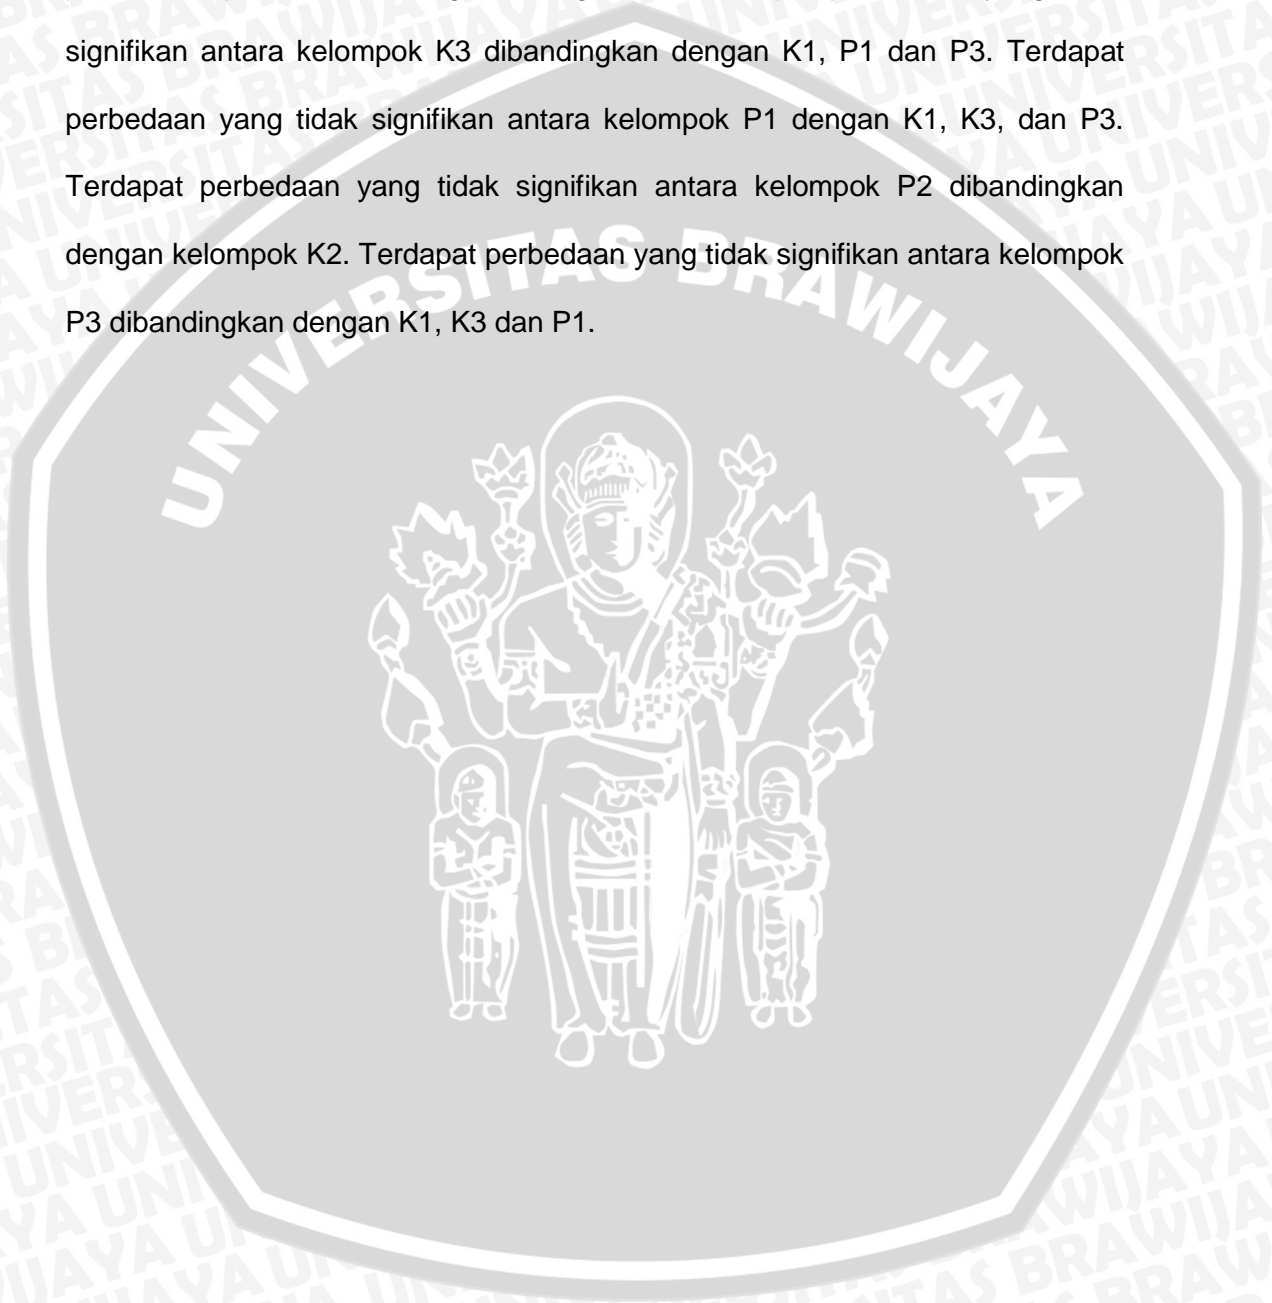 signifikan antara kelompok K3 dibandingkan dengan K1, P1 dan P3. Terdapat
perbedaan yang tidak signifikan antara kelompok P1 dengan K1, K3, dan P3.
Terdapat perbedaan yang tidak signifikan antara kelompok P2 dibandingkan
dengan kelompok K2. Terdapat perbedaan yang tidak signifikan antara kelompok
P3 dibandingkan dengan K1, K3 dan P1.
UNIVERSITAS BRAWIJAYA